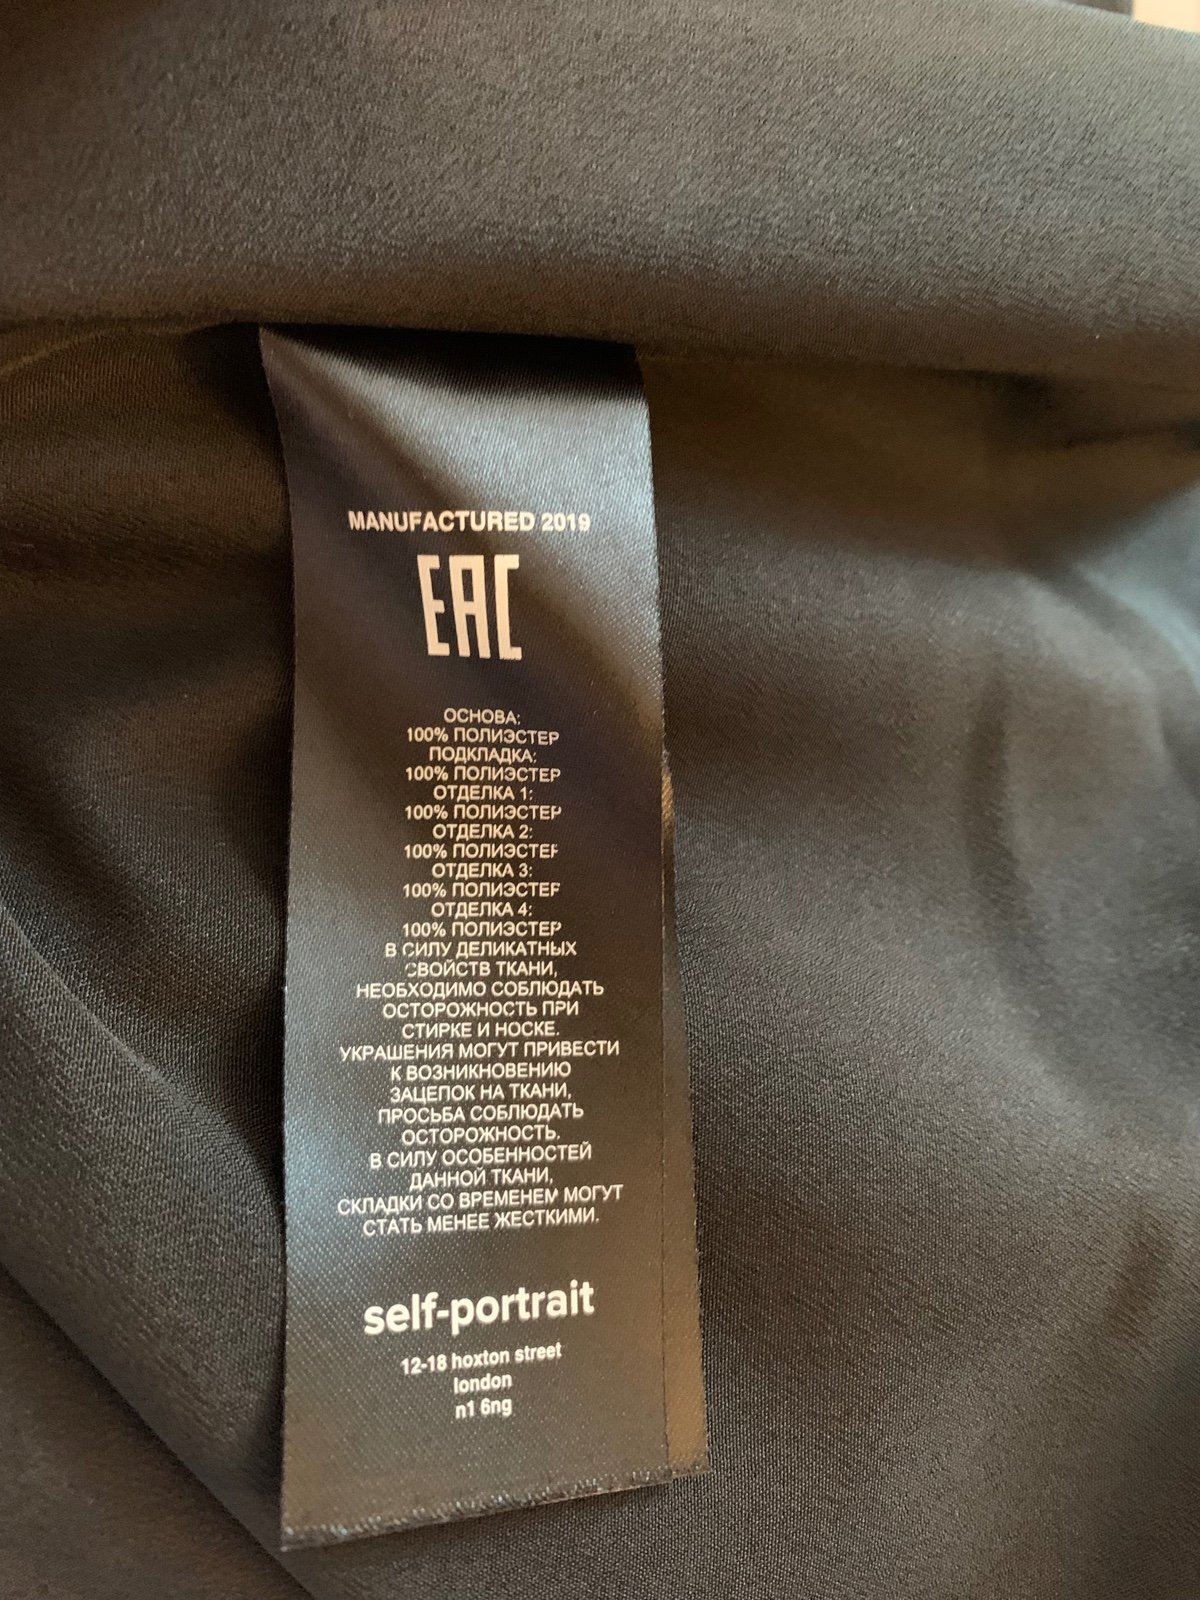 MANUFACTURED 2019
EAC
ОСНОВА:
100% ПОЛИЭСТЕР
ПОДКЛАДКА:
100% ПОЛИЭСТЕР
ОТДЕЛКА 1:
100% ПОЛИЭСТЕР
ОТДЕЛКА 2:
100% ПОЛИЭСТЕР
ОТДЕЛКА 3:
100% ПОЛИЭСТЕР
ОТДЕЛКА 4:
100% ПОЛИЭСТЕР
В СИЛУ ДЕЛИКАТНЫХ
СВОЙСТВ ТКАНИ,
НЕОБХОДИМО СОБЛЮДАТЬ
ОСТОРОЖНОСТЬ ПРИ
СТИРКЕ И НОСКЕ.
УКРАШЕНИЯ МОГУТ ПРИВЕСТИ
К ВОЗНИКНОВЕНИЮ
ЗАЦЕПОК НА ТКАНИ,
ПРОСЬБА СОБЛЮДАТЬ
ОСТОРОЖНОСТЬ.
В СИЛУ ОСОБЕННОСТЕЙ
ДАННОЙ ТКАНИ,
СКЛАДКИ СО ВРЕМЕНЕМ МОГУТ
СТАТЬ МЕНЕЕ ЖЕСТКИМИ.
self-portrait
12-18 hoxton street
london
n1 6ng